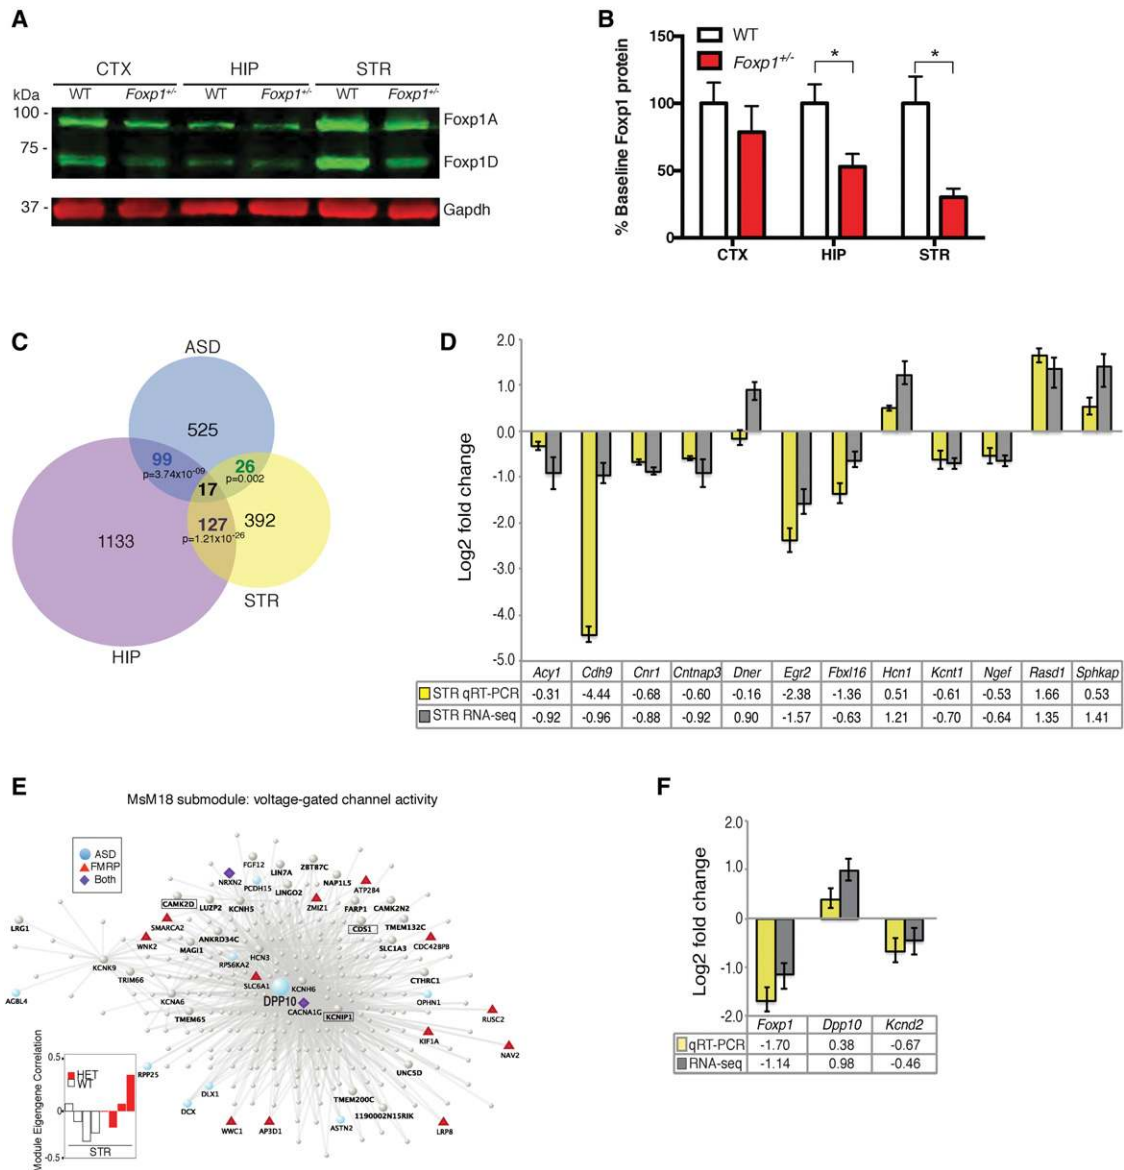 A
CTX HIP STR
kDa WT Foxp1+/- WT Foxp1+/- WT Foxp1+/-
100 -
Foxp1A
75 -
Foxp1D
37 -
Gapdh
B
% Baseline Foxp1 protein
150
100
50
0
WT
Foxp1+/-
* *
CTX HIP STR
C
ASD
525
99
p=3.74x10-09
26
p=0.002
17
127
p=1.21x10-26
392
1133
STR
HIP
D
Log2 fold change
2.0
1.0
0.0
-1.0
-2.0
-3.0
-4.0
-5.0
Acy1 Cdh9 Cnr1 Cntnap3 Dner Egr2 Fbxl16 Hcn1 Kcnt1 Ngef Rasd1 Sphkap
STR qRT-PCR -0.31 -4.44 -0.68 -0.60 -0.16 -2.38 -1.36 0.51 -0.61 -0.53 1.66 0.53
STR RNA-seq -0.92 -0.96 -0.88 -0.92 0.90 -1.57 -0.63 1.21 -0.70 -0.64 1.35 1.41
E
MsM18 submodule: voltage-gated channel activity
ASD
FMRP
Both
FGF12
LIN7A
ZBTB7C
NRXN2
PCDH15
LINGO2
NAP1L5
ATP2B4
CAMK2D
LUZP2
KCNH5
ZMIZ1
FARP1
CAMK2N2
LRG1
SMARCA2
CDS1
TMEM132C
WNK2
ANKRD34C
MAGI1
SLC1A3
CDC42BPB
KCNK9
RPS6KA2
HCN3
TRIM66
SLC6A1
KCNH6
CTHRC1
AGBL4
KCNA6
DPP10
CACNA1G
KCNIP1
OPHN1
TMEM65
RUSC2
KIF1A
NAV2
RPP25
UNC5D
DLX1
DCX
TMEM200C
1190002N15RIK
WWC1
AP3D1
ASTN2
LRP8
Module Eigengene Correlation
0.5
0
-0.5
HET
WT
STR
F
Log2 fold change
2.0
1.0
0
-1.0
-2.0
Foxp1 Dpp10 Kcnd2
qRT-PCR -1.70 0.38 -0.67
RNA-seq -1.14 0.98 -0.46